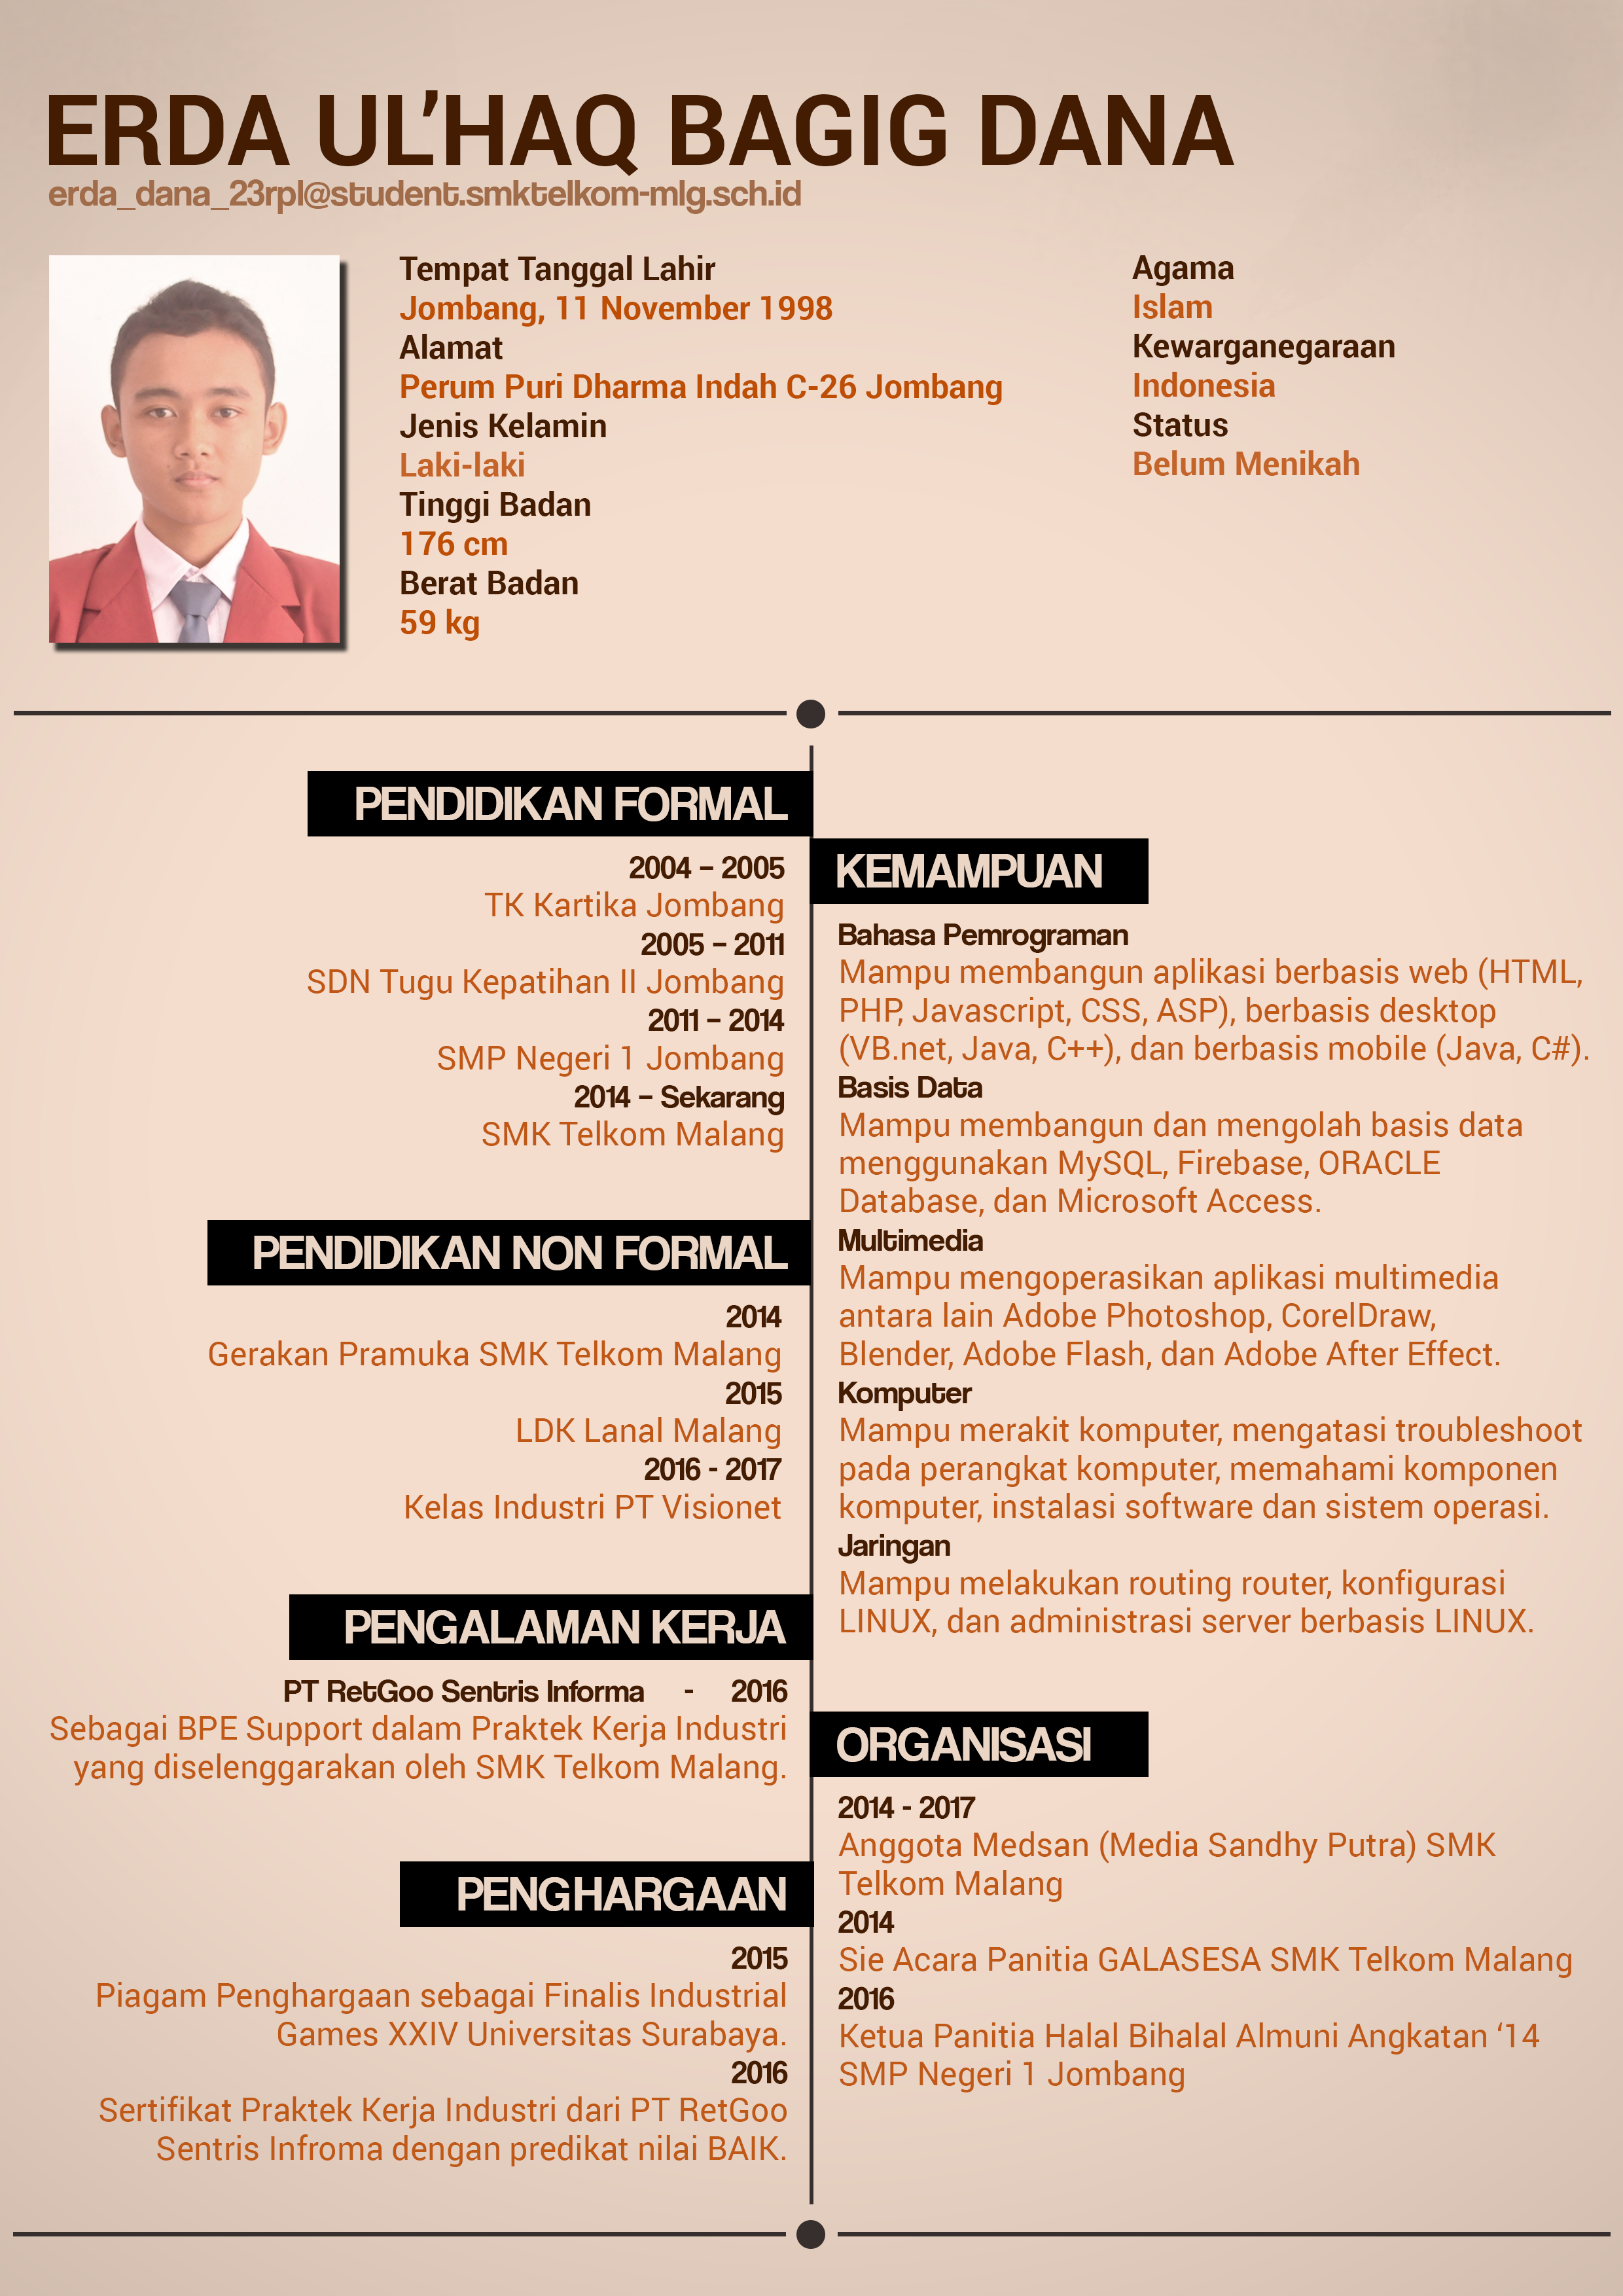 ERDA UL’HAQ BAGIG DANA
erda_dana_23rpl@student.smktelkom-mlg.sch.id
Tempat Tanggal Lahir
Jombang, 11 November 1998
Alamat
Perum Puri Dharma Indah C-26 Jombang
Jenis Kelamin
Laki-laki
Tinggi Badan
176 cm
Berat Badan
59 kg
Agama
Islam
Kewarganegaraan
Indonesia
Status
Belum Menikah
PENDIDIKAN FORMAL
2004 – 2005
TK Kartika Jombang
2005 – 2011
SDN Tugu Kepatihan II Jombang
2011 – 2014
SMP Negeri 1 Jombang
2014 – Sekarang
SMK Telkom Malang
PENDIDIKAN NON FORMAL
2014
Gerakan Pramuka SMK Telkom Malang
2015
LDK Lanal Malang
2016 - 2017
Kelas Industri PT Visionet
PENGALAMAN KERJA
PT RetGoo Sentris Informa - 2016
Sebagai BPE Support dalam Praktek Kerja Industri
yang diselenggarakan oleh SMK Telkom Malang.
PENGHARGAAN
2015
Piagam Penghargaan sebagai Finalis Industrial
Games XXIV Universitas Surabaya.
2016
Sertifikat Praktek Kerja Industri dari PT RetGoo
Sentris Infroma dengan predikat nilai BAIK.
KEMAMPUAN
Bahasa Pemrograman
Mampu membangun aplikasi berbasis web (HTML,
PHP, Javascript, CSS, ASP), berbasis desktop
(VB.net, Java, C++), dan berbasis mobile (Java, C#).
Basis Data
Mampu membangun dan mengolah basis data
menggunakan MySQL, Firebase, ORACLE
Database, dan Microsoft Access.
Multimedia
Mampu mengoperasikan aplikasi multimedia
antara lain Adobe Photoshop, CorelDraw,
Blender, Adobe Flash, dan Adobe After Effect.
Komputer
Mampu merakit komputer, mengatasi troubleshoot
pada perangkat komputer, memahami komponen
komputer, instalasi software dan sistem operasi.
Jaringan
Mampu melakukan routing router, konfigurasi
LINUX, dan administrasi server berbasis LINUX.
ORGANISASI
2014 - 2017
Anggota Medsan (Media Sandhy Putra) SMK
Telkom Malang
2014
Sie Acara Panitia GALASESA SMK Telkom Malang
2016
Ketua Panitia Halal Bihalal Almuni Angkatan ‘14
SMP Negeri 1 Jombang